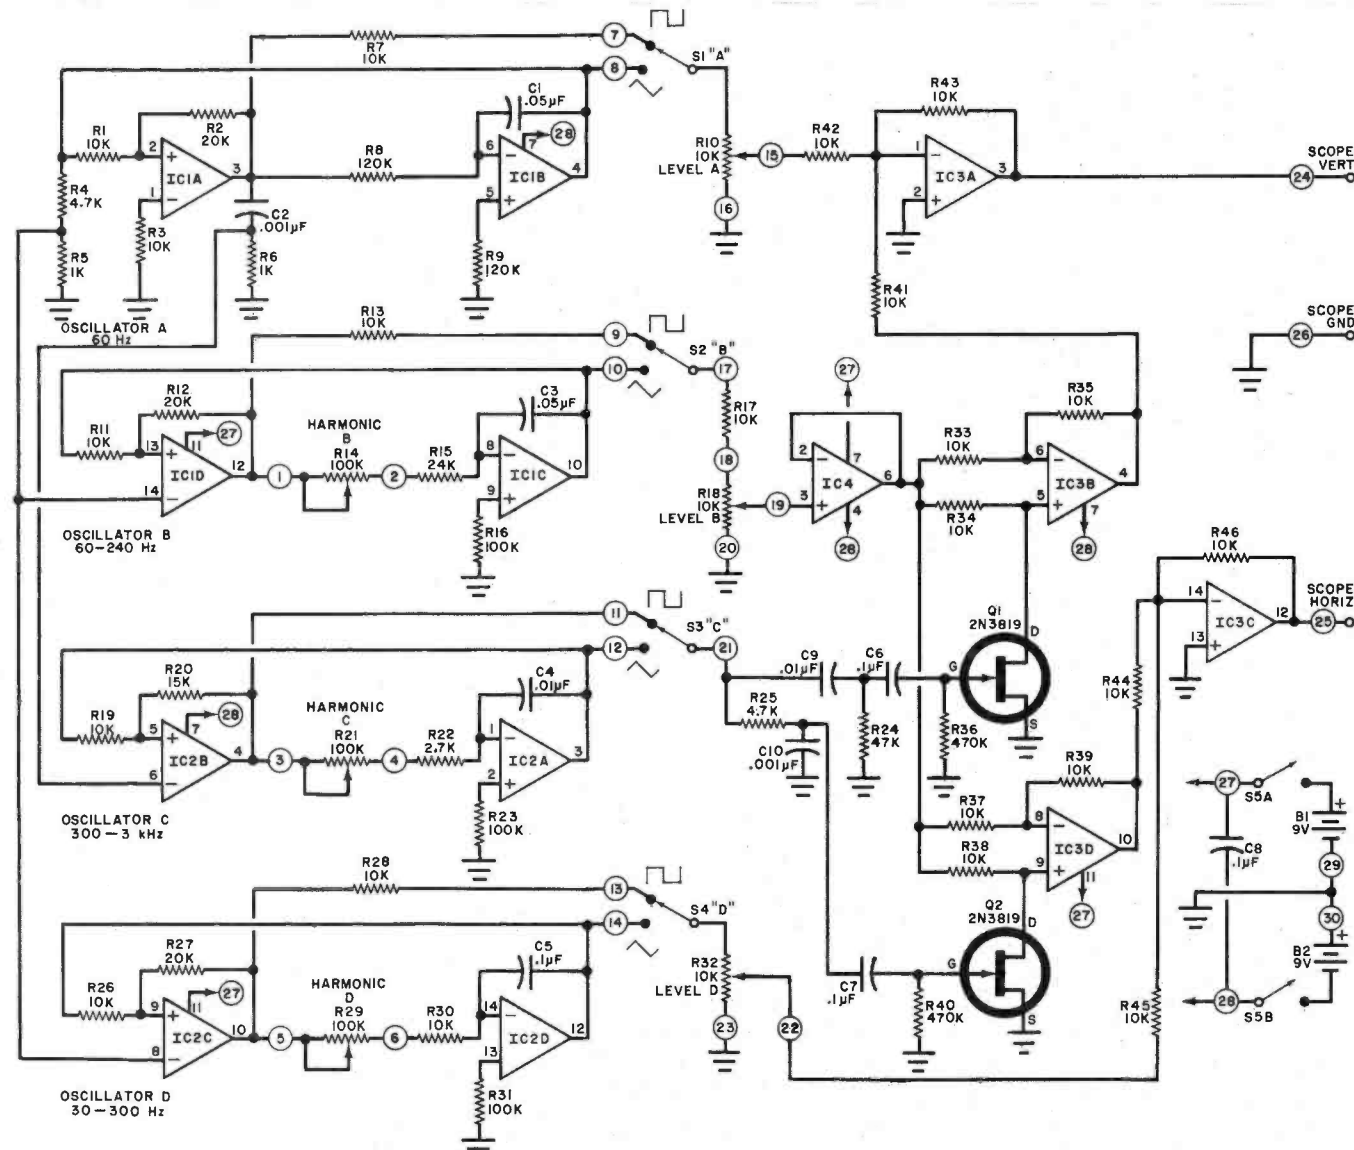 R7
10K
7
S1 "A"
8
C1
.05µF
R1
10K
R2
20K
2
+
3
IC1A
1
−
R4
4.7K
R8
120K
28
7
6
−
IC1B
4
5
+
R10
10K
LEVEL A
15
R42
10K
R43
10K
1
−
3
IC3A
2
+
24
SCOPE
VERT
R3
10K
C2
.001µF
R5
1K
R6
1K
R9
120K
16
R41
10K
OSCILLATOR A
60 Hz
R13
10K
9
S2 "B"
17
26
SCOPE
GND
10
R12
20K
C3
.05µF
R11
10K
13
+
11
27
IC1D
12
14
−
HARMONIC
B
1
R14
100K
2
R15
24K
8
−
IC1C
10
9
+
R16
100K
R17
10K
18
R18
10K
LEVEL B
19
20
27
2
−
7
IC4
6
3
+
4
28
R33
10K
R34
10K
R35
10K
6
−
IC3B
4
5
+
7
28
OSCILLATOR B
60−240 Hz
11
S3 "C"
21
12
R20
15K
C4
.01µF
R19
10K
5
+
7
28
IC2B
4
6
−
HARMONIC
C
3
R21
100K
4
R22
2.7K
1
−
IC2A
3
2
+
R23
100K
OSCILLATOR C
300−3 kHz
C9
.01µF
C6
.1µF
R25
4.7K
R24
47K
R36
470K
C10
.001µF
Q1
2N3819
D
G
S
R46
10K
14
−
12
IC3C
13
+
25
SCOPE
HORIZ
R44
10K
R39
10K
R37
10K
R38
10K
8
−
IC3D
10
9
+
11
27
27
S5A
+
B1
9V
C8
.1µF
29
30
+
B2
9V
28
S5B
R28
10K
13
S4 "D"
14
R27
20K
C5
.1µF
R26
10K
9
+
11
27
IC2C
10
8
−
HARMONIC
D
5
R29
100K
6
R30
10K
14
−
IC2D
12
13
+
R31
100K
R32
10K
LEVEL D
23
22
C7
.1µF
R40
470K
Q2
2N3819
D
G
S
R45
10K
OSCILLATOR D
30−300 Hz